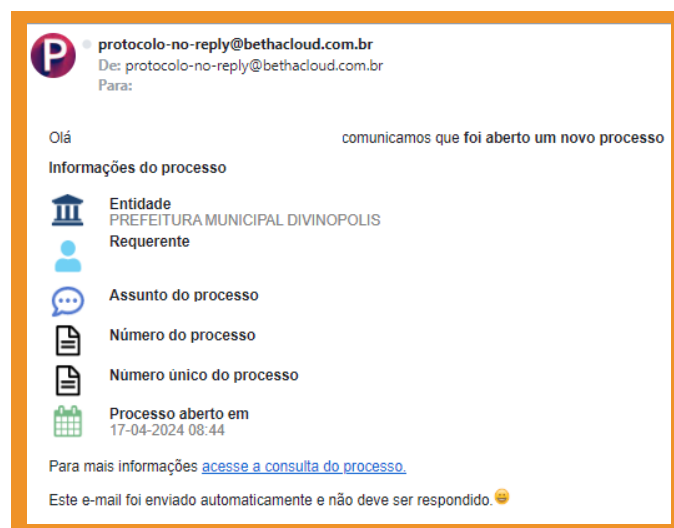 P
protocolo-no-reply@bethacloud.com.br
De: protocolo-no-reply@bethacloud.com.br
Para:
Olá comunicamos que foi aberto um novo processo
Informações do processo
Entidade
PREFEITURA MUNICIPAL DIVINOPOLIS
Requerente
Assunto do processo
Número do processo
Número único do processo
Processo aberto em
17-04-2024 08:44
Para mais informações acesse a consulta do processo.
Este e-mail foi enviado automaticamente e não deve ser respondido.😀